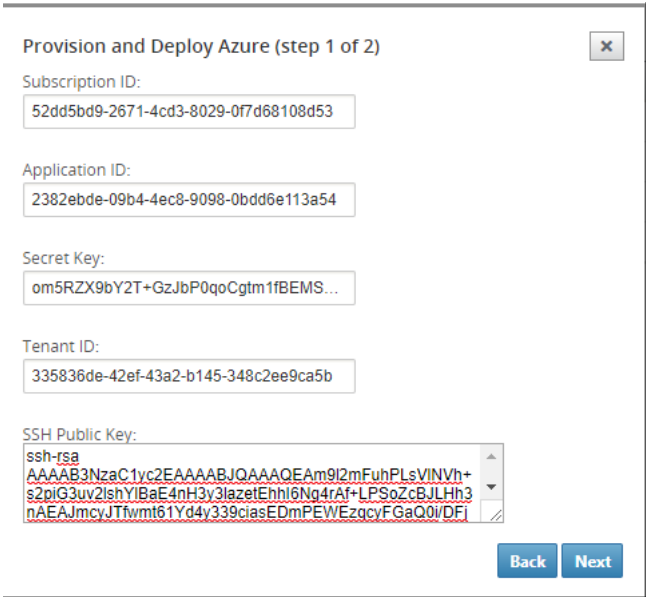 Provision and Deploy Azure (step 1 of 2)
Subscription ID:
52dd5bd9-2671-4cd3-8029-0f7d68108d53
Application ID:
2382ebde-09b4-4ec8-9098-0bdd6e113a54
Secret Key:
om5RZX9bY2T+GzJbP0qoCgtm1fBEMS...
Tenant ID:
335836de-42ef-43a2-b145-348c2ee9ca5b
SSH Public Key:
ssh-rsa
AAAAB3NzaC1yc2EAAAABJQAAAQEAm9l2mFuhPLsVlNVh+
s2piG3uv2lshYlBaE4nH3y3lazetEhhl6Ng4rAf+LPSoZcBJLHh3
nAEAJmcyJTfwmt61Yd4y339ciasEDmPEWEzqcyFGaQ0i/DFj
Back Next